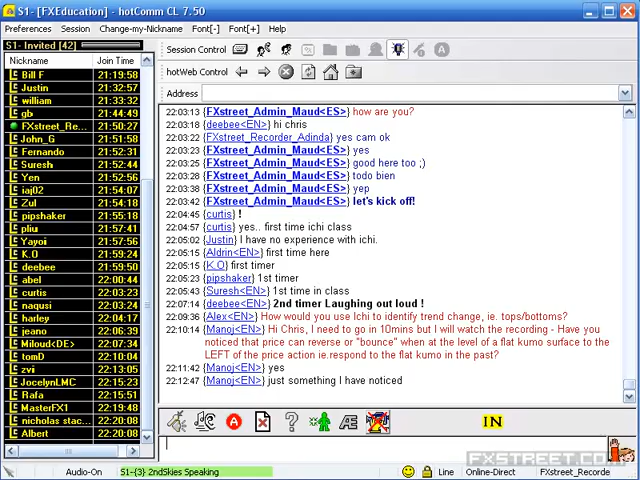 S1- [FXEducation] - hotComm CL 7.50
Preferences Session Change-my-Nickname Font[-] Font[+] Help
S1- Invited [42]
Nickname Join Time
Bill F 21:19:58
Justin 21:32:57
william 21:33:32
gb 21:44:49
FXstreet_Re... 21:50:27
John_G 21:51:58
Fernando 21:52:31
Suresh 21:52:31
Yen 21:52:56
iaj02 21:54:07
Zul 21:54:18
pipshaker 21:55:18
pliu 21:57:41
Yayoi 21:57:56
K.O 21:59:24
deebee 21:59:50
abel 22:00:08
curtis 22:02:03
naqusi 22:03:12
harley 22:04:17
jeano 22:06:39
Miloud<DE> 22:07:34
tomD 22:10:04
zvi 22:13:05
JocelynLMC 22:15:23
Rafa 22:15:51
MasterFX1 22:19:48
nicholas stac... 22:20:08
Albert 22:20:08
Session Control
hotWeb Control
Address
22:03:13 {FXstreet_Admin_Maud<ES>} how are you?
22:03:18 {deebee<EN>} hi chris
22:03:22 {FXstreet_Recorder_Adinda} yes cam ok
22:03:23 {FXstreet_Admin_Maud<ES>} yes
22:03:25 {FXstreet_Admin_Maud<ES>} good here too ;)
22:03:28 {FXstreet_Admin_Maud<ES>} todo bien
22:03:38 {FXstreet_Admin_Maud<ES>} yep
22:03:42 {FXstreet_Admin_Maud<ES>} let's kick off!
22:04:45 {curtis} !
22:04:57 {curtis} yes.. first time ichi class
22:05:02 {Justin} I have no experience with ichi.
22:05:15 {Aldrin<EN>} first time here
22:05:15 {K.O} first timer
22:05:23 {pipshaker} 1st timer
22:05:43 {Suresh<EN>} 1st time in class
22:07:14 {deebee<EN>} 2nd timer Laughing out loud !
22:09:36 {Alex<EN>} How would you use Ichi to identify trend change, ie. tops/bottoms?
22:10:14 {Manoj<EN>} Hi Chris, I need to go in 10mins but I will watch the recording - Have you
noticed that price can reverse or "bounce" when at the level of a flat kumo surface to the
LEFT of the price action ie.respond to the flat kumo in the past?
22:11:42 {Manoj<EN>} yes
22:12:47 {Manoj<EN>} just something I have noticed
IN
FXSTREET.COM
Audio-On S1-{3} 2ndSkies Speaking Line Online-Direct FXstreet_Recorde